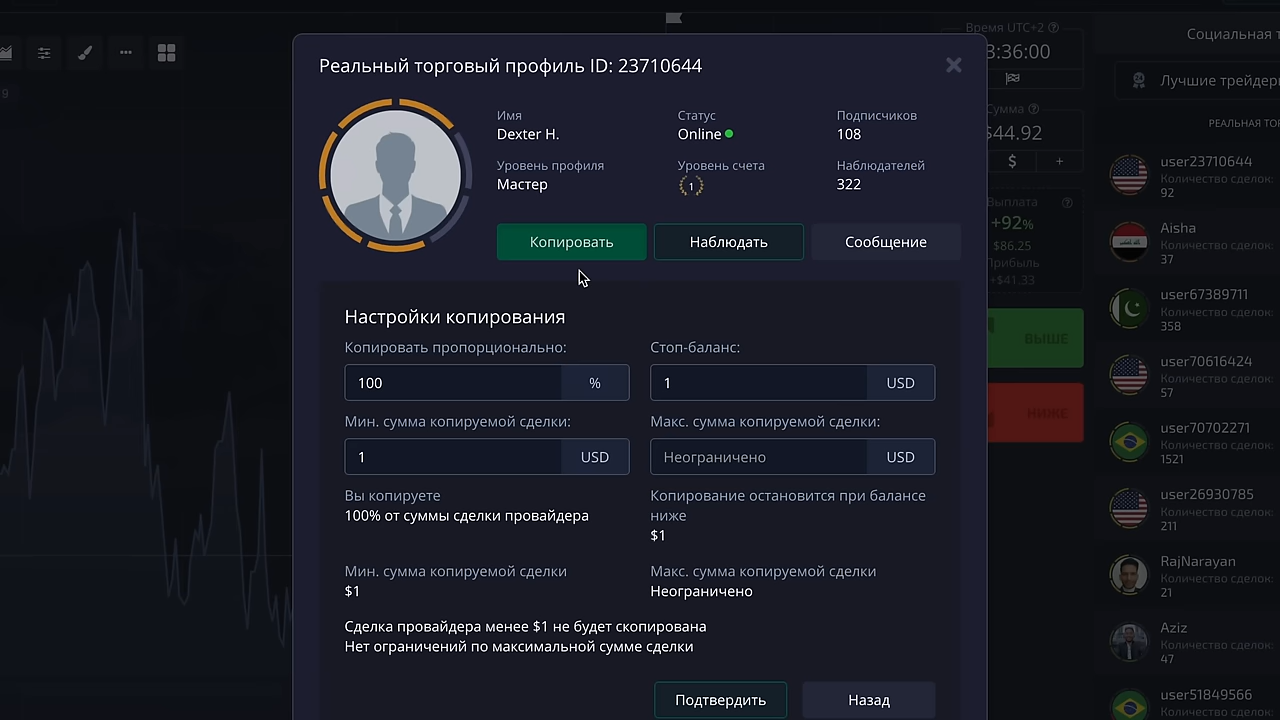 Реальный торговый профиль ID: 23710644
Имя
Dexter H.
Статус
Online
Подписчиков
108
Уровень профиля
Мастер
Уровень счета
1
Наблюдателей
322
Копировать
Наблюдать
Сообщение
Настройки копирования
Копировать пропорционально:
100 %
Стоп-баланс:
1 USD
Мин. сумма копируемой сделки:
1 USD
Макс. сумма копируемой сделки:
Неограничено USD
Вы копируете
100% от суммы сделки провайдера
Копирование остановится при балансе
ниже
$1
Мин. сумма копируемой сделки
$1
Макс. сумма копируемой сделки
Неограничено
Сделка провайдера менее $1 не будет скопирована
Нет ограничений по максимальной сумме сделки
Подтвердить
Назад
9
Время UTC+2
3:36:00
Сумма
$44.92
$ +
Выплата
+92%
$86.25
Прибыль
+$41.33
ВЫШЕ
НИЖЕ
Социальная т
Лучшие трейдеры
РЕАЛЬНАЯ ТОР
user23710644
Количество сделок:
92
Aisha
Количество сделок:
37
user67389711
Количество сделок:
358
user70616424
Количество сделок:
57
user70702271
Количество сделок:
1521
user26930785
Количество сделок:
211
RajNarayan
Количество сделок:
21
Aziz
Количество сделок:
47
user51849566
Количество сделок: